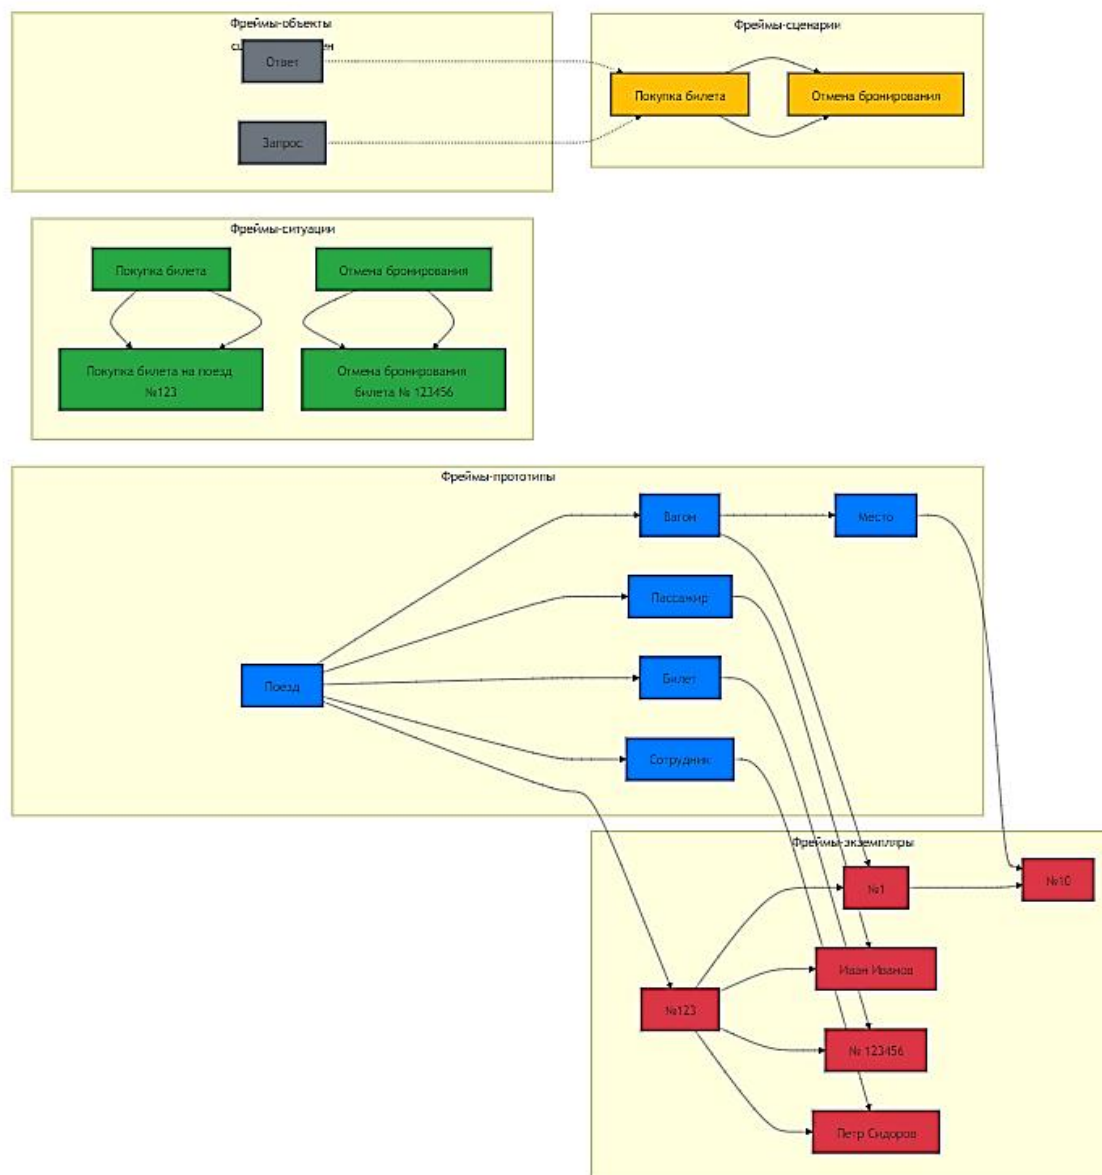 Фреймы-объекты
Ответ
Запрос
Фреймы-сценарии
Покупка билета
Отмена бронирования
Фреймы-ситуации
Покупка билета
Отмена бронирования
Покупка билета на поезд
№123
Отмена бронирования
билета № 123456
Фреймы-прототипы
Вагон
Место
Пассажир
Поезд
Билет
Сотрудник
Фреймы-экземпляры
№1
№10
Иван Иванов
№123
№ 123456
Петр Сидоров